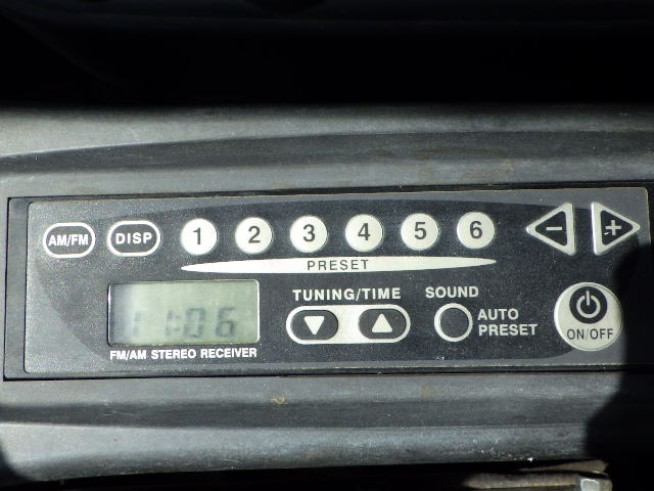 AM/FM DISP 1 2 3 4 5 6 − +
PRESET
TUNING/TIME SOUND
AUTO
PRESET
ON/OFF
11:06
FM/AM STEREO RECEIVER